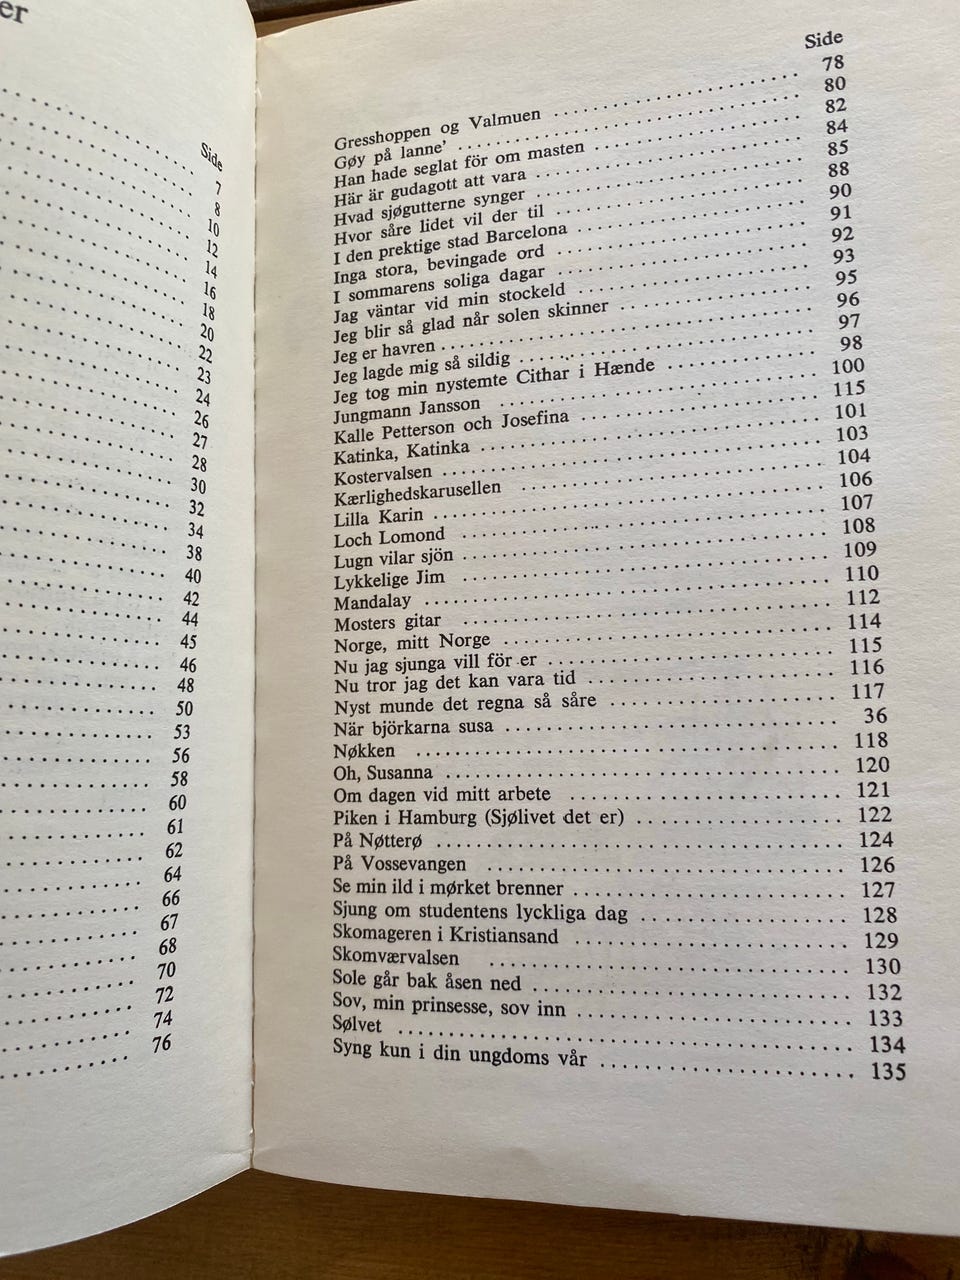 er
Side
7
8
10
12
14
16
18
20
22
23
24
26
27
28
30
32
34
38
40
42
44
45
46
48
50
53
56
58
60
61
62
64
66
67
68
70
72
74
76
Side
Gresshoppen og Valmuen 78
Gøy på lanne' 80
Han hade seglat för om masten 82
Här är gudagott att vara 84
Hvad sjøgutterne synger 85
Hvor såre lidet vil der til 88
I den prektige stad Barcelona 90
Inga stora, bevingade ord 91
I sommarens soliga dagar 92
Jag väntar vid min stockeld 93
Jeg blir så glad når solen skinner 95
Jeg er havren 96
Jeg lagde mig så sildig 97
Jeg tog min nystemte Cithar i Hænde 98
Jungmann Jansson 100
Kalle Petterson och Josefina 115
Katinka, Katinka 101
Kostervalsen 103
Kærlighedskarusellen 104
Lilla Karin 106
Loch Lomond 107
Lugn vilar sjön 108
Lykkelige Jim 109
Mandalay 110
Mosters gitar 112
Norge, mitt Norge 114
Nu jag sjunga vill för er 115
Nu tror jag det kan vara tid 116
Nyst munde det regna så såre 117
När björkarna susa 36
Nøkken 118
Oh, Susanna 120
Om dagen vid mitt arbete 121
Piken i Hamburg (Sjølivet det er) 122
På Nøtterø 124
På Vossevangen 126
Se min ild i mørket brenner 127
Sjung om studentens lyckliga dag 128
Skomageren i Kristiansand 129
Skomværvalsen 130
Sole går bak åsen ned 132
Sov, min prinsesse, sov inn 133
Sølvet 134
Syng kun i din ungdoms vår 135